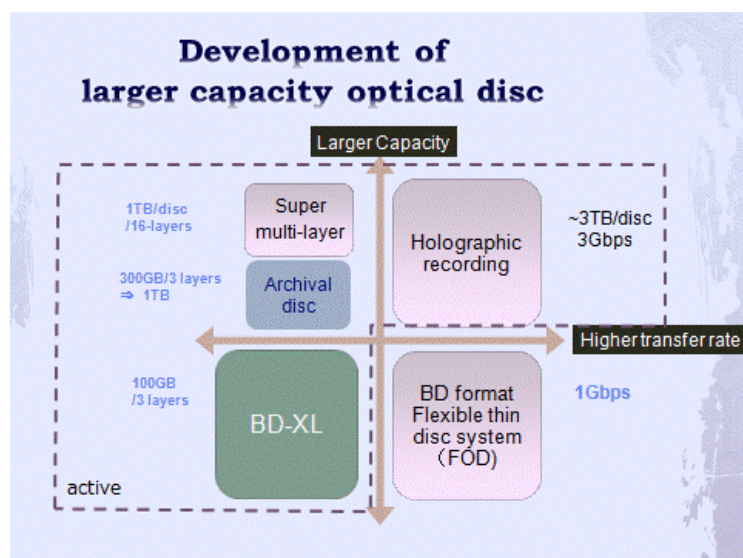 Development of
larger capacity optical disc
Larger Capacity
1TB/disc
/16-layers
Super
multi-layer
Holographic
recording
~3TB/disc
3Gbps
300GB/3 layers
⇒ 1TB
Archival
disc
Higher transfer rate
100GB
/3 layers
BD-XL
BD format
Flexible thin
disc system
（FOD）
1Gbps
active